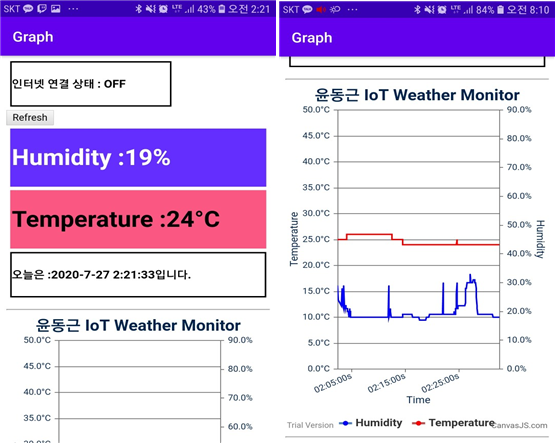 SKT 43% 오전 2:21
Graph
인터넷 연결 상태 : OFF
Refresh
Humidity :19%
Temperature :24°C
오늘은 :2020-7-27 2:21:33입니다.
윤동근 IoT Weather Monitor
50.0°C 90.0%
45.0°C 80.0%
40.0°C 70.0%
35.0°C 60.0%
50.0%
SKT LTE 84% 오전 8:10
Graph
윤동근 IoT Weather Monitor
50.0°C 90.0%
45.0°C 80.0%
40.0°C 70.0%
35.0°C 60.0%
30.0°C
25.0°C 50.0%
20.0°C 40.0%
15.0°C 30.0%
10.0°C 20.0%
5.0°C 10.0%
0.0°C 0.0%
Temperature
Humidity
02:05:00s 02:15:00s 02:25:00s
Time
Trial Version Humidity Temperature CanvasJS.com